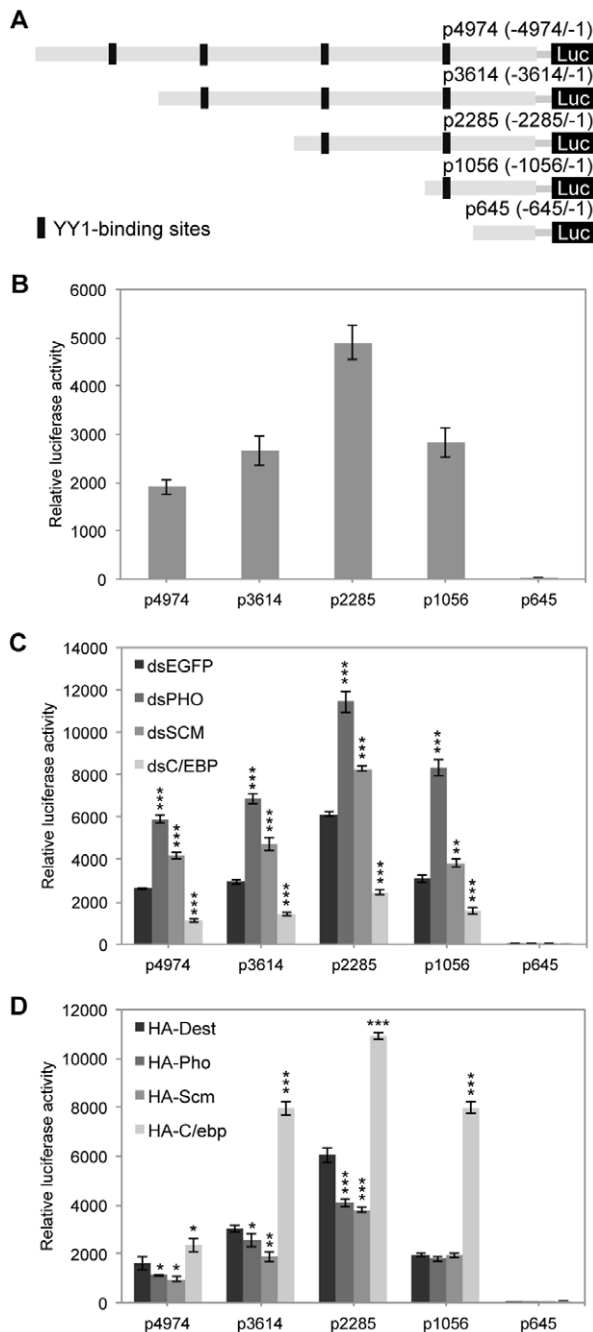 A
p4974 (-4974/-1)
Luc
p3614 (-3614/-1)
Luc
p2285 (-2285/-1)
Luc
p1056 (-1056/-1)
Luc
p645 (-645/-1)
Luc
YY1-binding sites
B
Relative luciferase activity
6000
5000
4000
3000
2000
1000
0
p4974 p3614 p2285 p1056 p645
C
Relative luciferase activity
14000
12000
10000
8000
6000
4000
2000
0
dsEGFP
dsPHO
dsSCM
dsC/EBP
*** *** ***
*** *** ***
*** *** ***
*** ** ***
p4974 p3614 p2285 p1056 p645
D
Relative luciferase activity
12000
10000
8000
6000
4000
2000
0
HA-Dest
HA-Pho
HA-Scm
HA-C/ebp
* * *
* ** ***
*** *** ***
***
p4974 p3614 p2285 p1056 p645